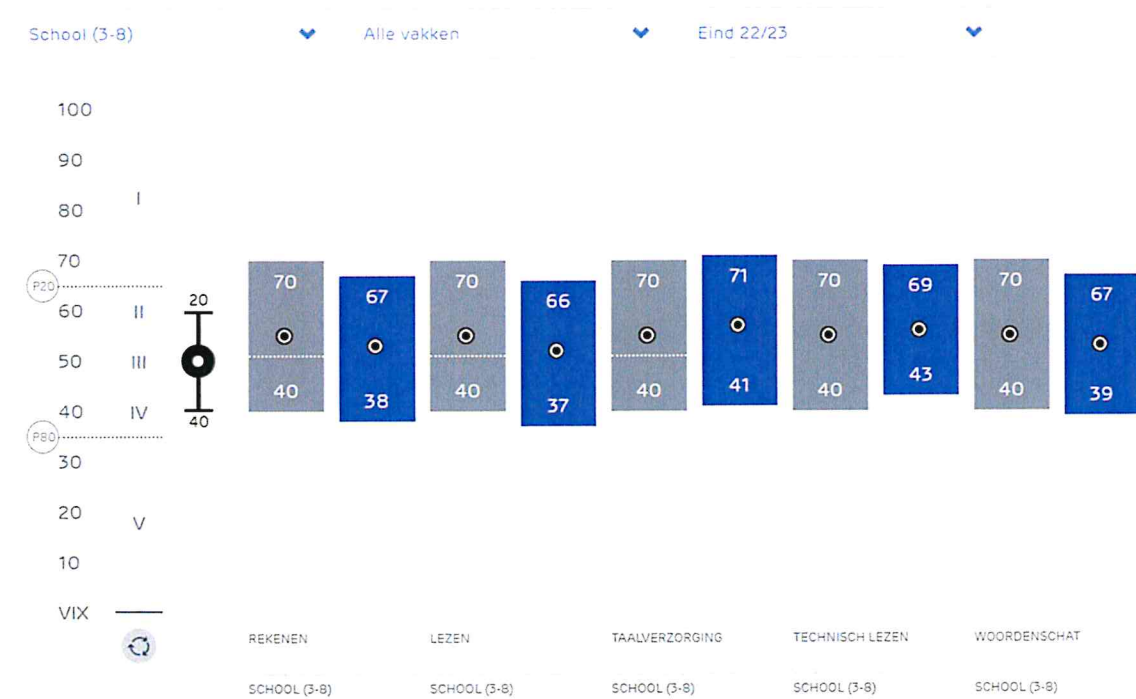 School (3-8) Alle vakken Eind 22/23
100
90
I
80
70
P20
60 II
50 III
40 IV
P80
30
20 V
10
VIX
20
40
70 67 70 66 70 71 70 69 70 67
40 38 40 37 40 41 40 43 40 39
REKENEN LEZEN TAALVERZORGING TECHNISCH LEZEN WOORDENSCHAT
SCHOOL (3-8) SCHOOL (3-8) SCHOOL (3-8) SCHOOL (3-8) SCHOOL (3-8)